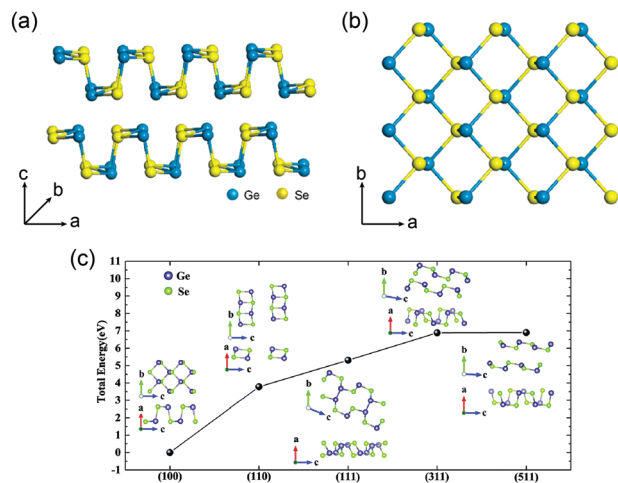 (a)
c
b
a
Ge
Se
(b)
b
a
(c)
Total Energy(eV)
11
10
9
8
7
6
5
4
3
2
1
0
-1
Ge
Se
b
c
a
c
b
c
a
c
b
c
a
c
b
c
a
c
b
c
a
c
(100)
(110)
(111)
(311)
(511)